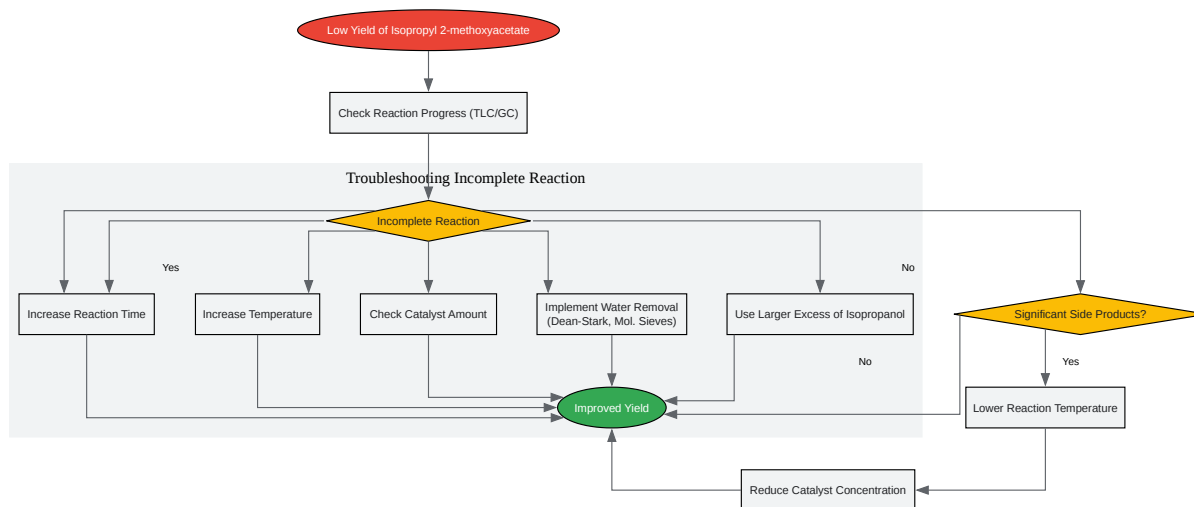 Low Yield of Isopropyl 2-methoxyacetate
Check Reaction Progress (TLC/GC)
Troubleshooting Incomplete Reaction
Incomplete Reaction
Yes
No
Increase Reaction Time
Increase Temperature
Check Catalyst Amount
Implement Water Removal
(Dean-Stark, Mol. Sieves)
Use Larger Excess of Isopropanol
Significant Side Products?
No
Yes
Improved Yield
Lower Reaction Temperature
Reduce Catalyst Concentration